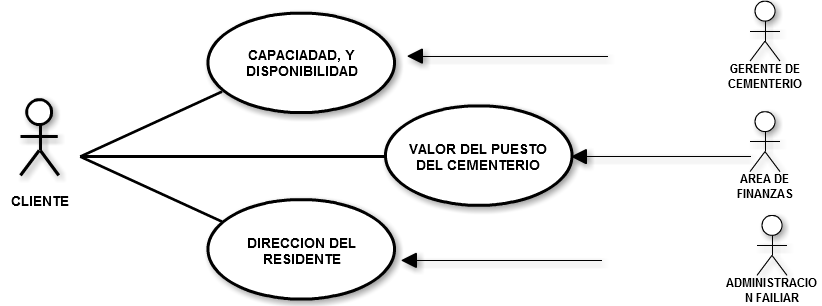 CAPACIADAD, Y
DISPONIBILIDAD
GERENTE DE
CEMENTERIO
CLIENTE
VALOR DEL PUESTO
DEL CEMENTERIO
AREA DE
FINANZAS
DIRECCION DEL
RESIDENTE
ADMINISTRACIO
N FAILIAR